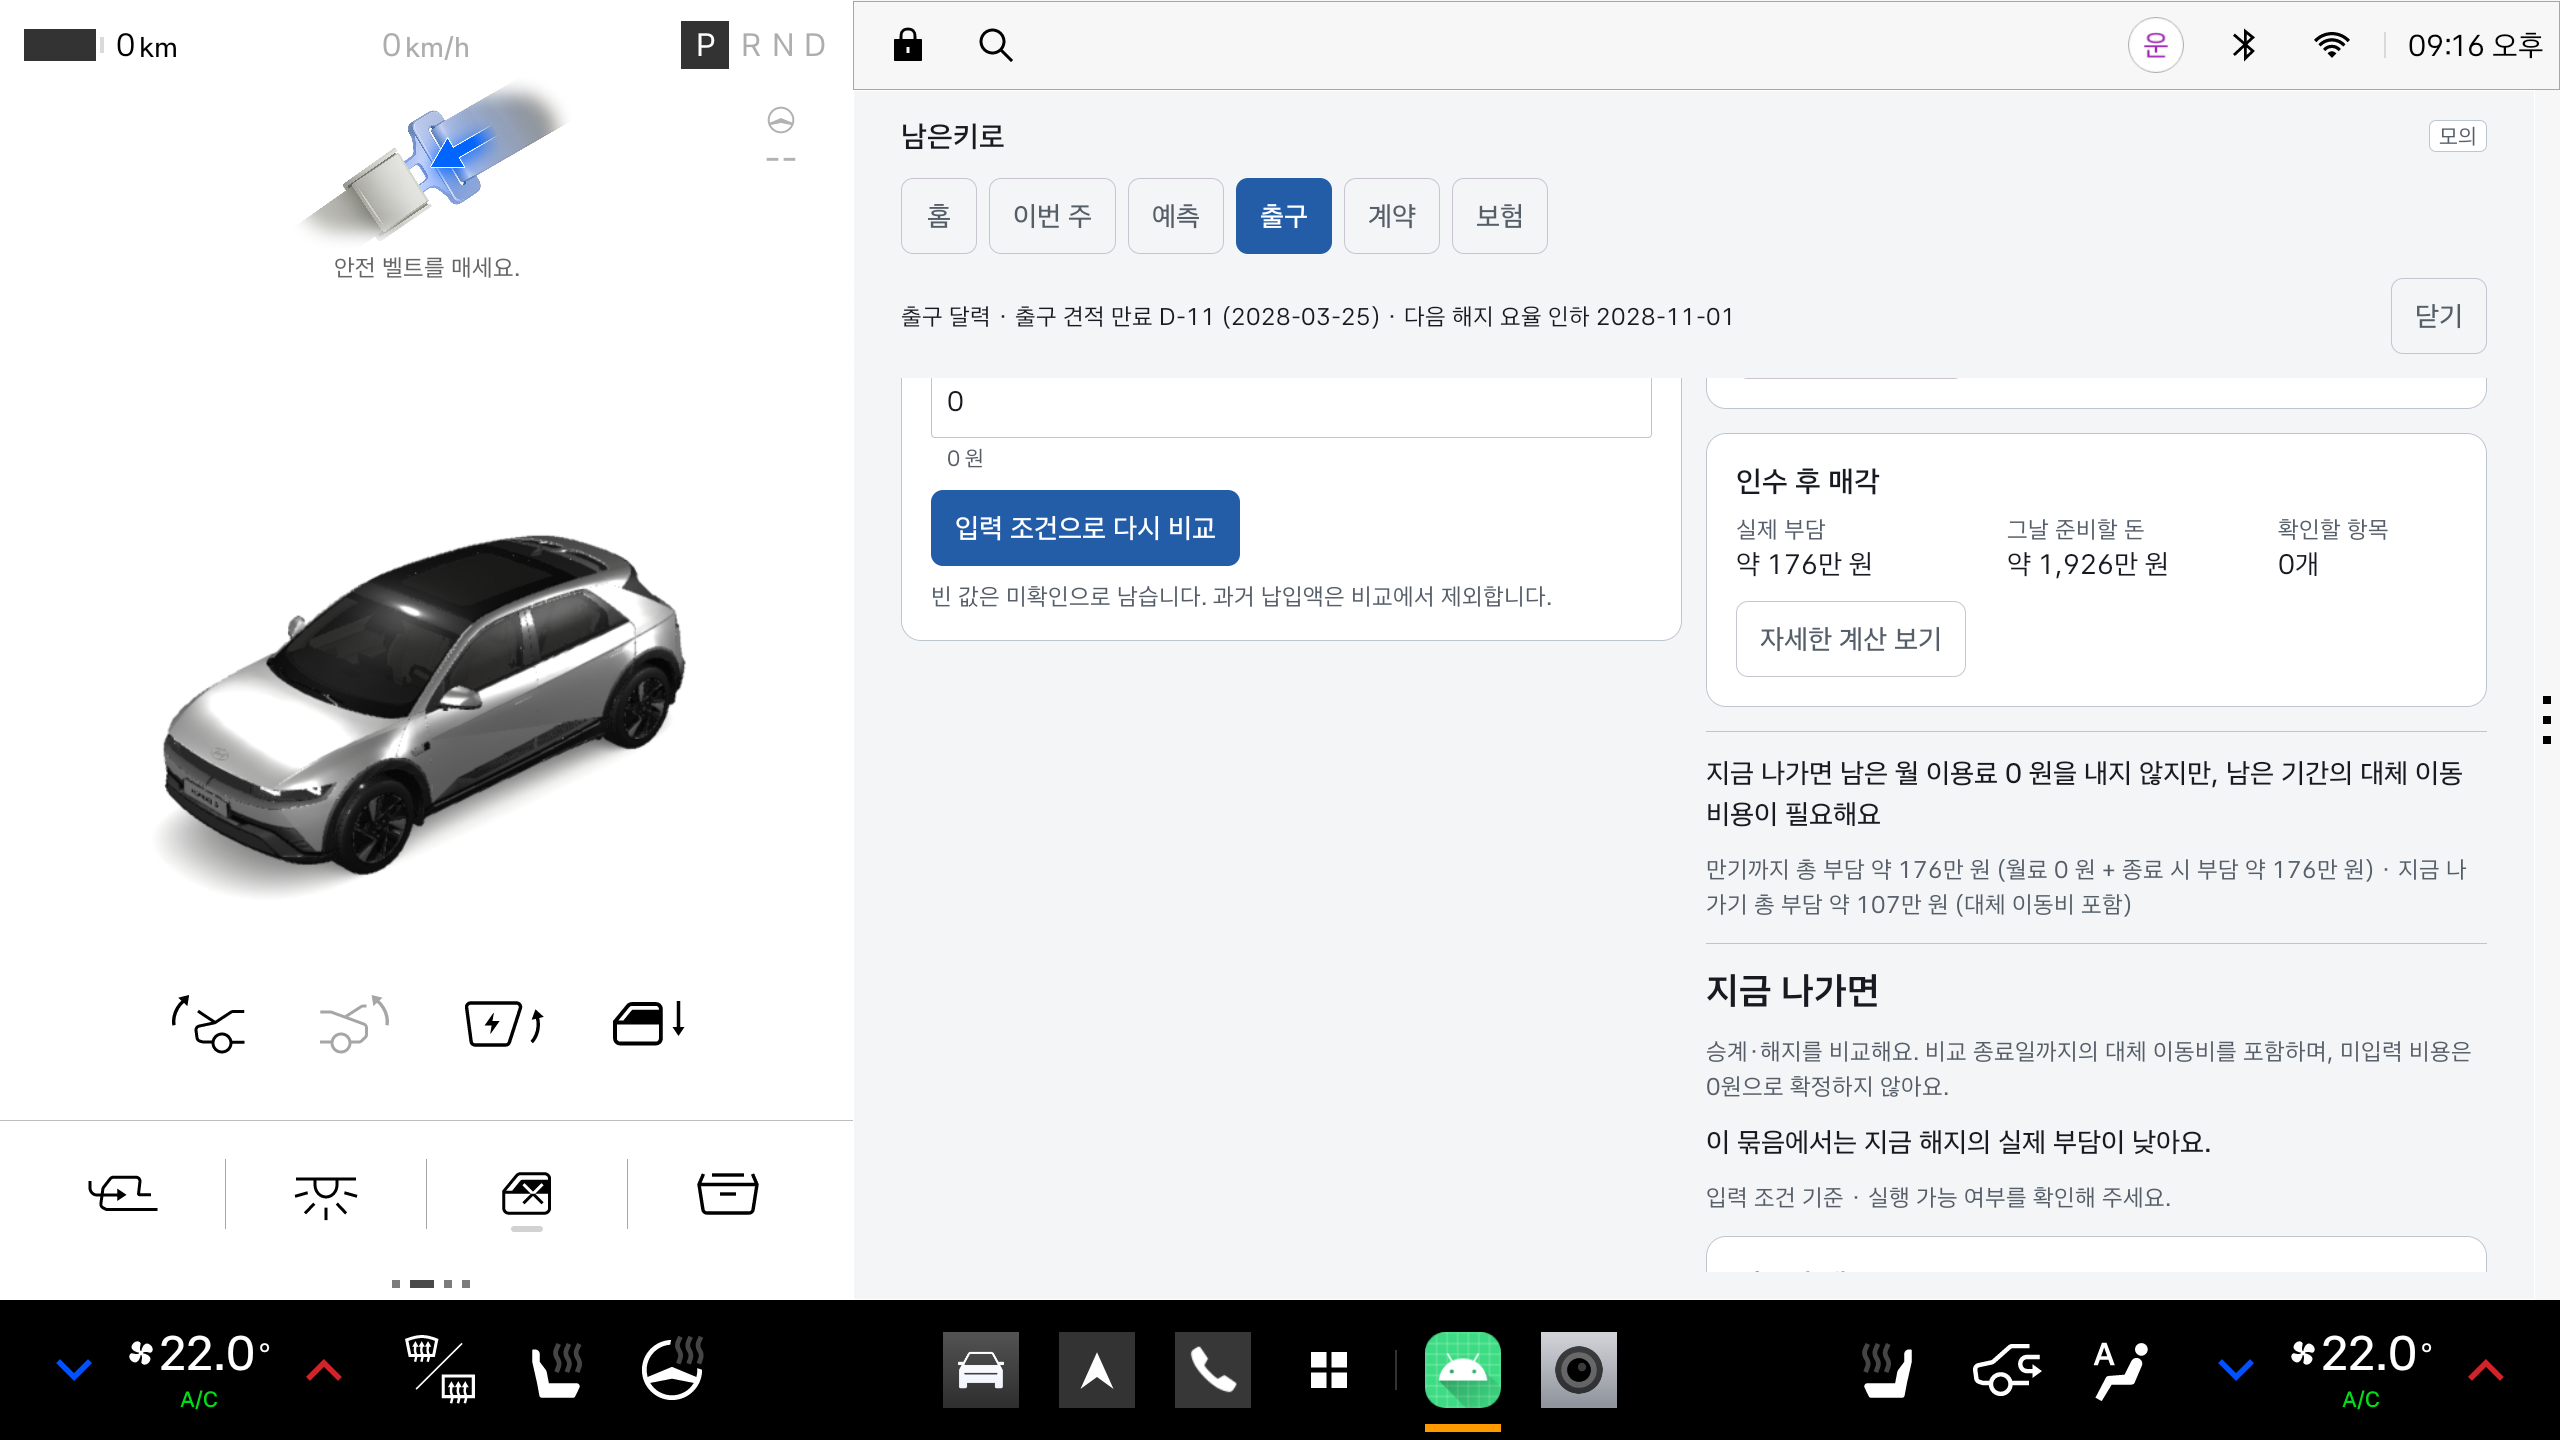 0 km
0 km/h
P R N D
운
09:16 오후
안전 벨트를 매세요.
남은키로
모의
홈
이번 주
예측
출구
계약
보험
출구 달력 · 출구 견적 만료 D-11 (2028-03-25) · 다음 해지 요율 인하 2028-11-01
닫기
0
0 원
입력 조건으로 다시 비교
빈 값은 미확인으로 남습니다. 과거 납입액은 비교에서 제외합니다.
인수 후 매각
실제 부담
약 176만 원
그날 준비할 돈
약 1,926만 원
확인할 항목
0개
자세한 계산 보기
지금 나가면 남은 월 이용료 0 원을 내지 않지만, 남은 기간의 대체 이동
비용이 필요해요
만기까지 총 부담 약 176만 원 (월료 0 원 + 종료 시 부담 약 176만 원) · 지금 나
가기 총 부담 약 107만 원 (대체 이동비 포함)
지금 나가면
승계·해지를 비교해요. 비교 종료일까지의 대체 이동비를 포함하며, 미입력 비용은
0원으로 확정하지 않아요.
이 묶음에서는 지금 해지의 실제 부담이 낮아요.
입력 조건 기준 · 실행 가능 여부를 확인해 주세요.
22.0°
A/C
A
22.0°
A/C